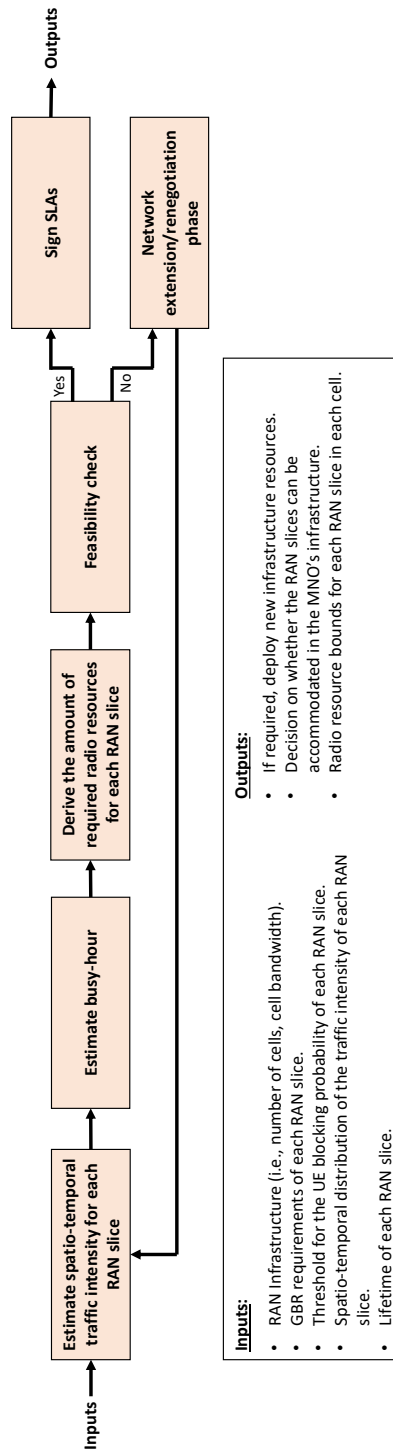 Inputs
Estimate spatio-temporal
traffic intensity for each
RAN slice
Estimate busy-hour
Derive the amount of
required radio resources
for each RAN slice
Feasibility check
Yes
No
Sign SLAs
Outputs
Network
extension/renegotiation
phase
Inputs:
• RAN Infrastructure (i.e., number of cells, cell bandwidth).
• GBR requirements of each RAN slice.
• Threshold for the UE blocking probability of each RAN slice.
• Spatio-temporal distribution of the traffic intensity of each RAN
slice.
• Lifetime of each RAN slice.
Outputs:
• If required, deploy new infrastructure resources.
• Decision on whether the RAN slices can be
accommodated in the MNO's infrastructure.
• Radio resource bounds for each RAN slice in each cell.